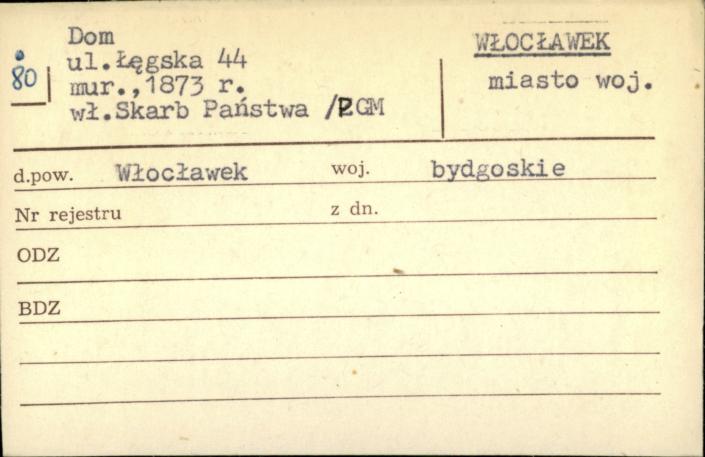 80
Dom
ul.Łęgska 44
mur.,1873 r.
wł.Skarb Państwa /PGM
WŁOCŁAWEK
miasto woj.
d.pow. Włocławek woj. bydgoskie
Nr rejestru z dn.
ODZ
BDZ